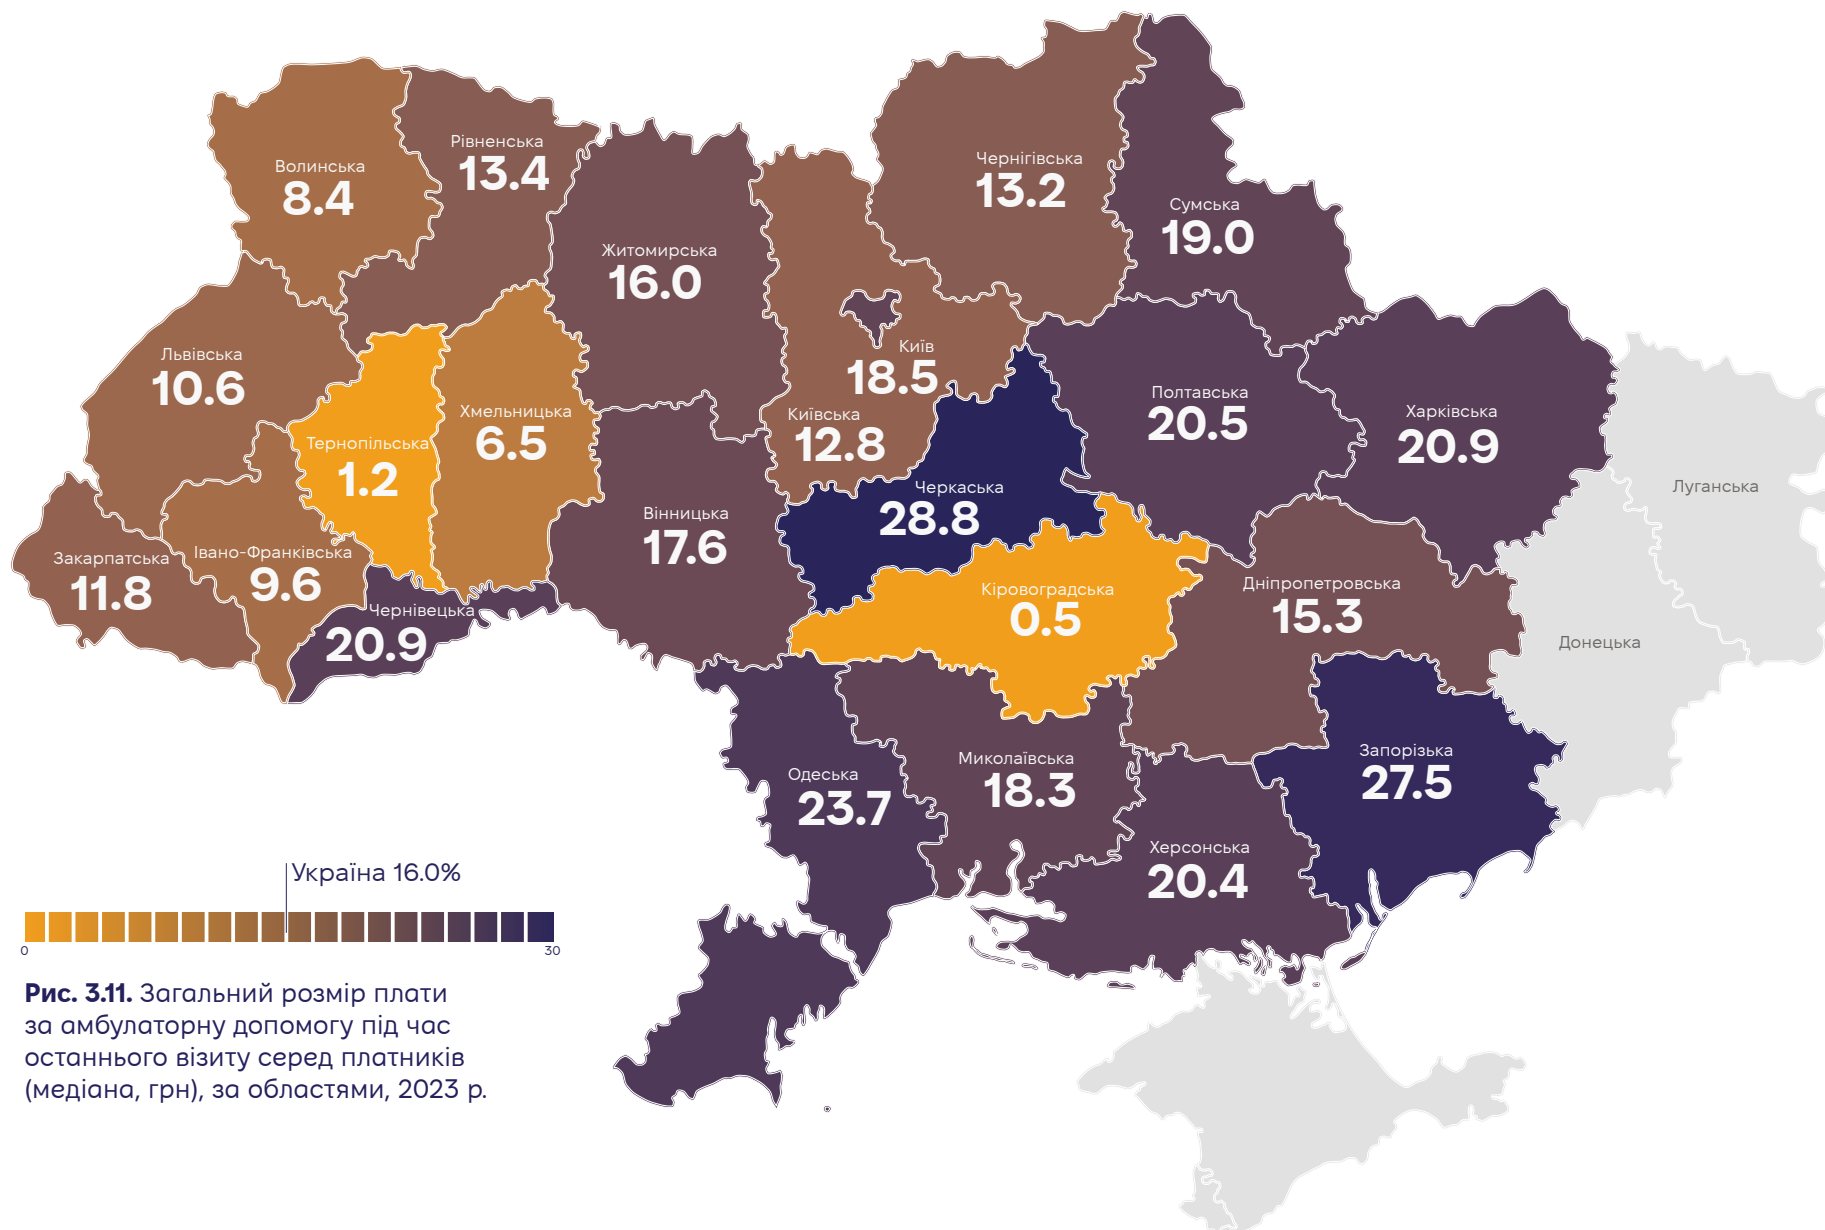 Волинська
8.4
Рівненська
13.4
Житомирська
16.0
Чернігівська
13.2
Сумська
19.0
Львівська
10.6
Тернопільська
1.2
Хмельницька
6.5
Київ
18.5
Київська
12.8
Полтавська
20.5
Харківська
20.9
Луганська
Закарпатська
11.8
Івано-Франківська
9.6
Чернівецька
20.9
Вінницька
17.6
Черкаська
28.8
Кіровоградська
0.5
Дніпропетровська
15.3
Донецька
Одеська
23.7
Миколаївська
18.3
Запорізька
27.5
Херсонська
20.4
Україна 16.0%
0
30
Рис. 3.11. Загальний розмір плати
за амбулаторну допомогу під час
останнього візиту серед платників
(медіана, грн), за областями, 2023 р.